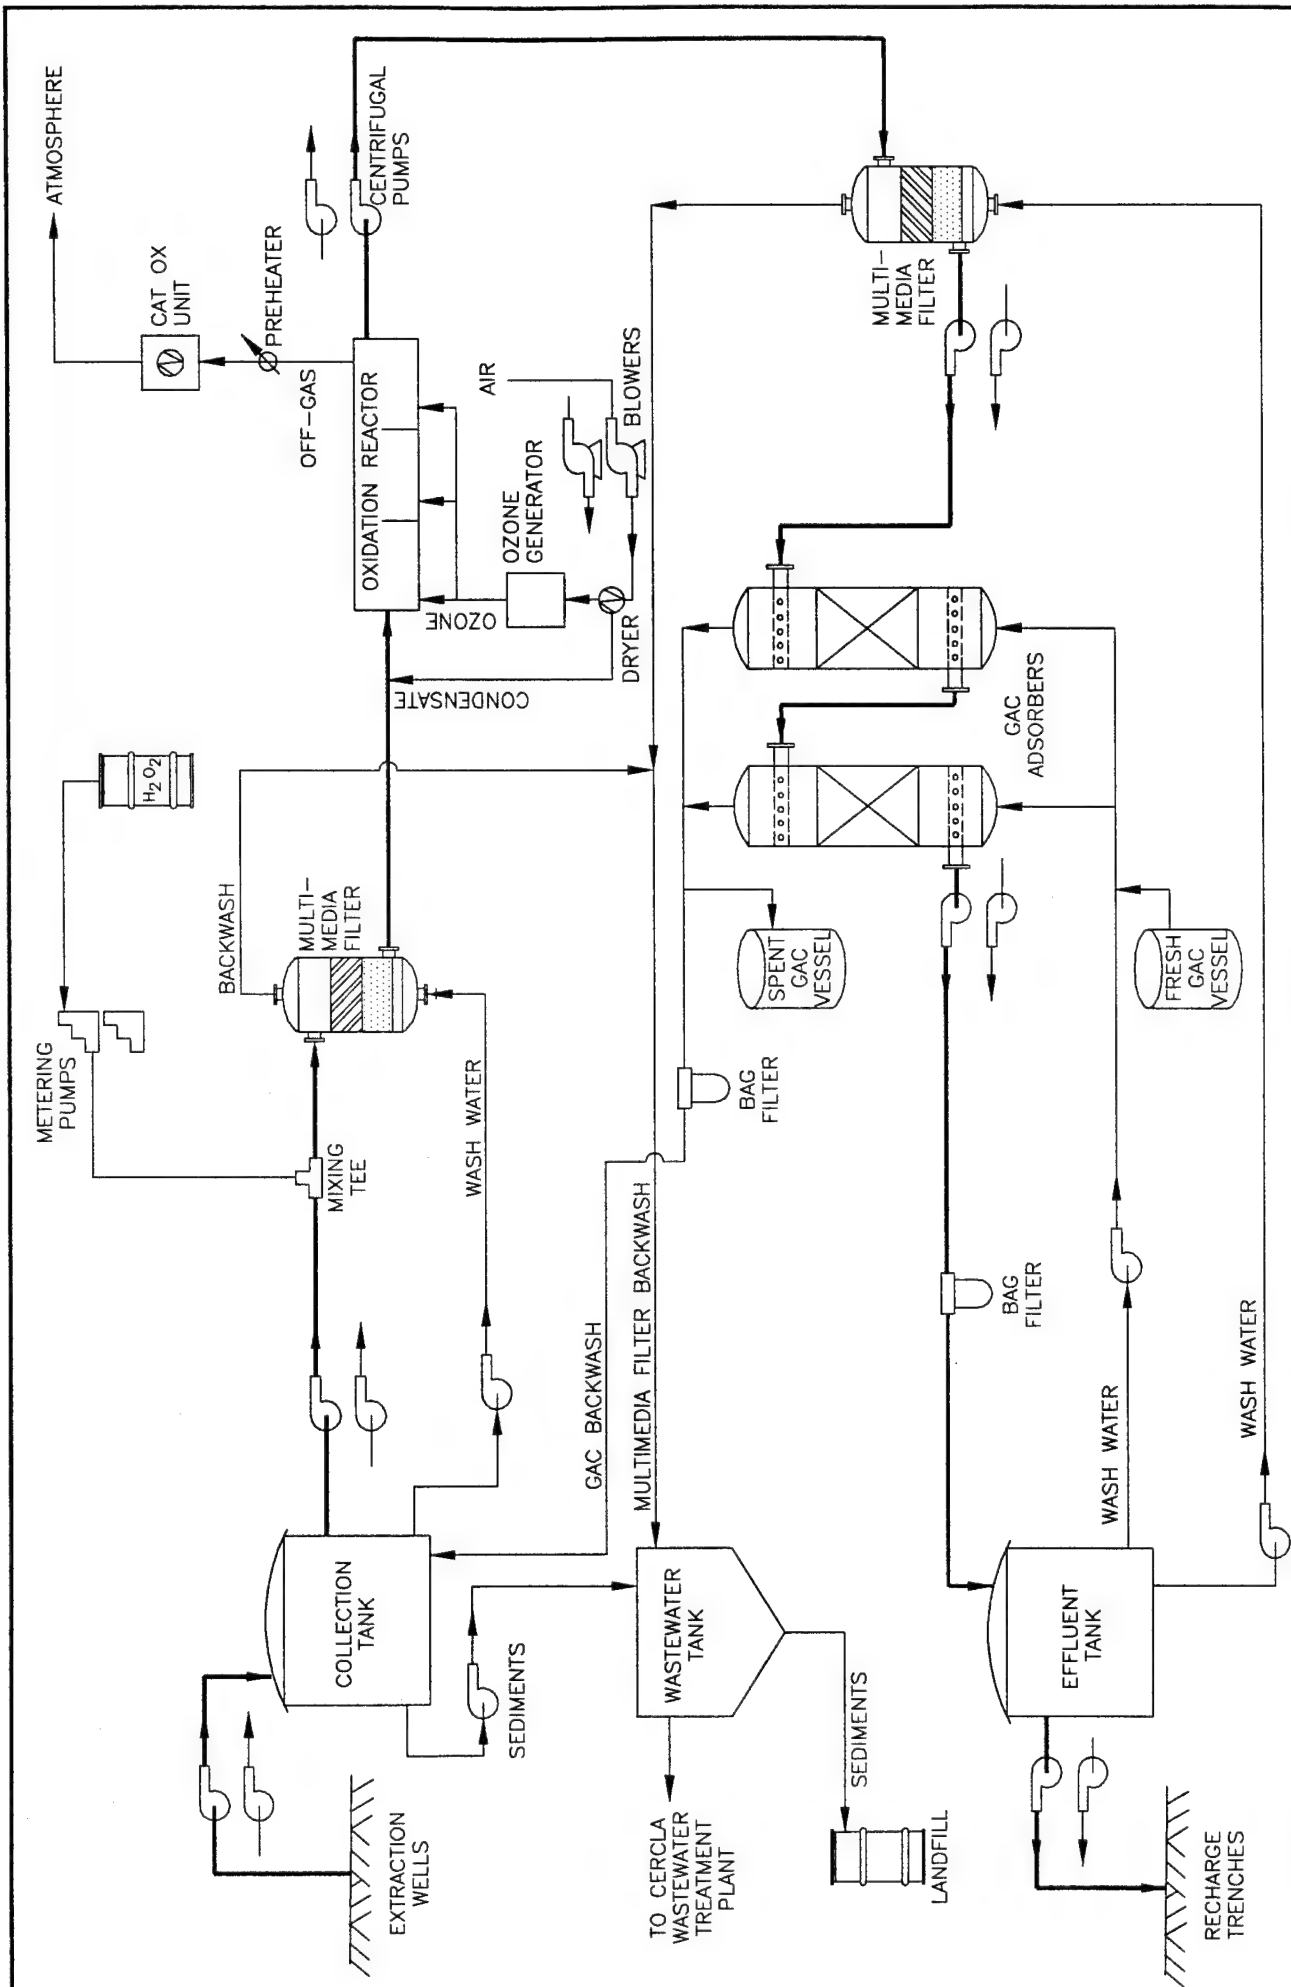 EXTRACTION
WELLS
COLLECTION
TANK
SEDIMENTS
METERING
PUMPS
H2O2
MIXING
TEE
WASH WATER
BACKWASH
MULTI-
MEDIA
FILTER
CONDENSATE
OXIDATION REACTOR
OZONE
OZONE
GENERATOR
DRYER
AIR
BLOWERS
OFF-GAS
PREHEATER
CAT OX
UNIT
ATMOSPHERE
CENTRIFUGAL
PUMPS
MULTI-
MEDIA
FILTER
GAC
ADSORBERS
SPENT
GAC
VESSEL
FRESH
GAC
VESSEL
BAG
FILTER
GAC BACKWASH
MULTIMEDIA FILTER BACKWASH
WASTEWATER
TANK
TO CERCLA
WASTEWATER
TREATMENT
PLANT
SEDIMENTS
LANDFILL
BAG
FILTER
WASH WATER
WASH WATER
EFFLUENT
TANK
RECHARGE
TRENCHES